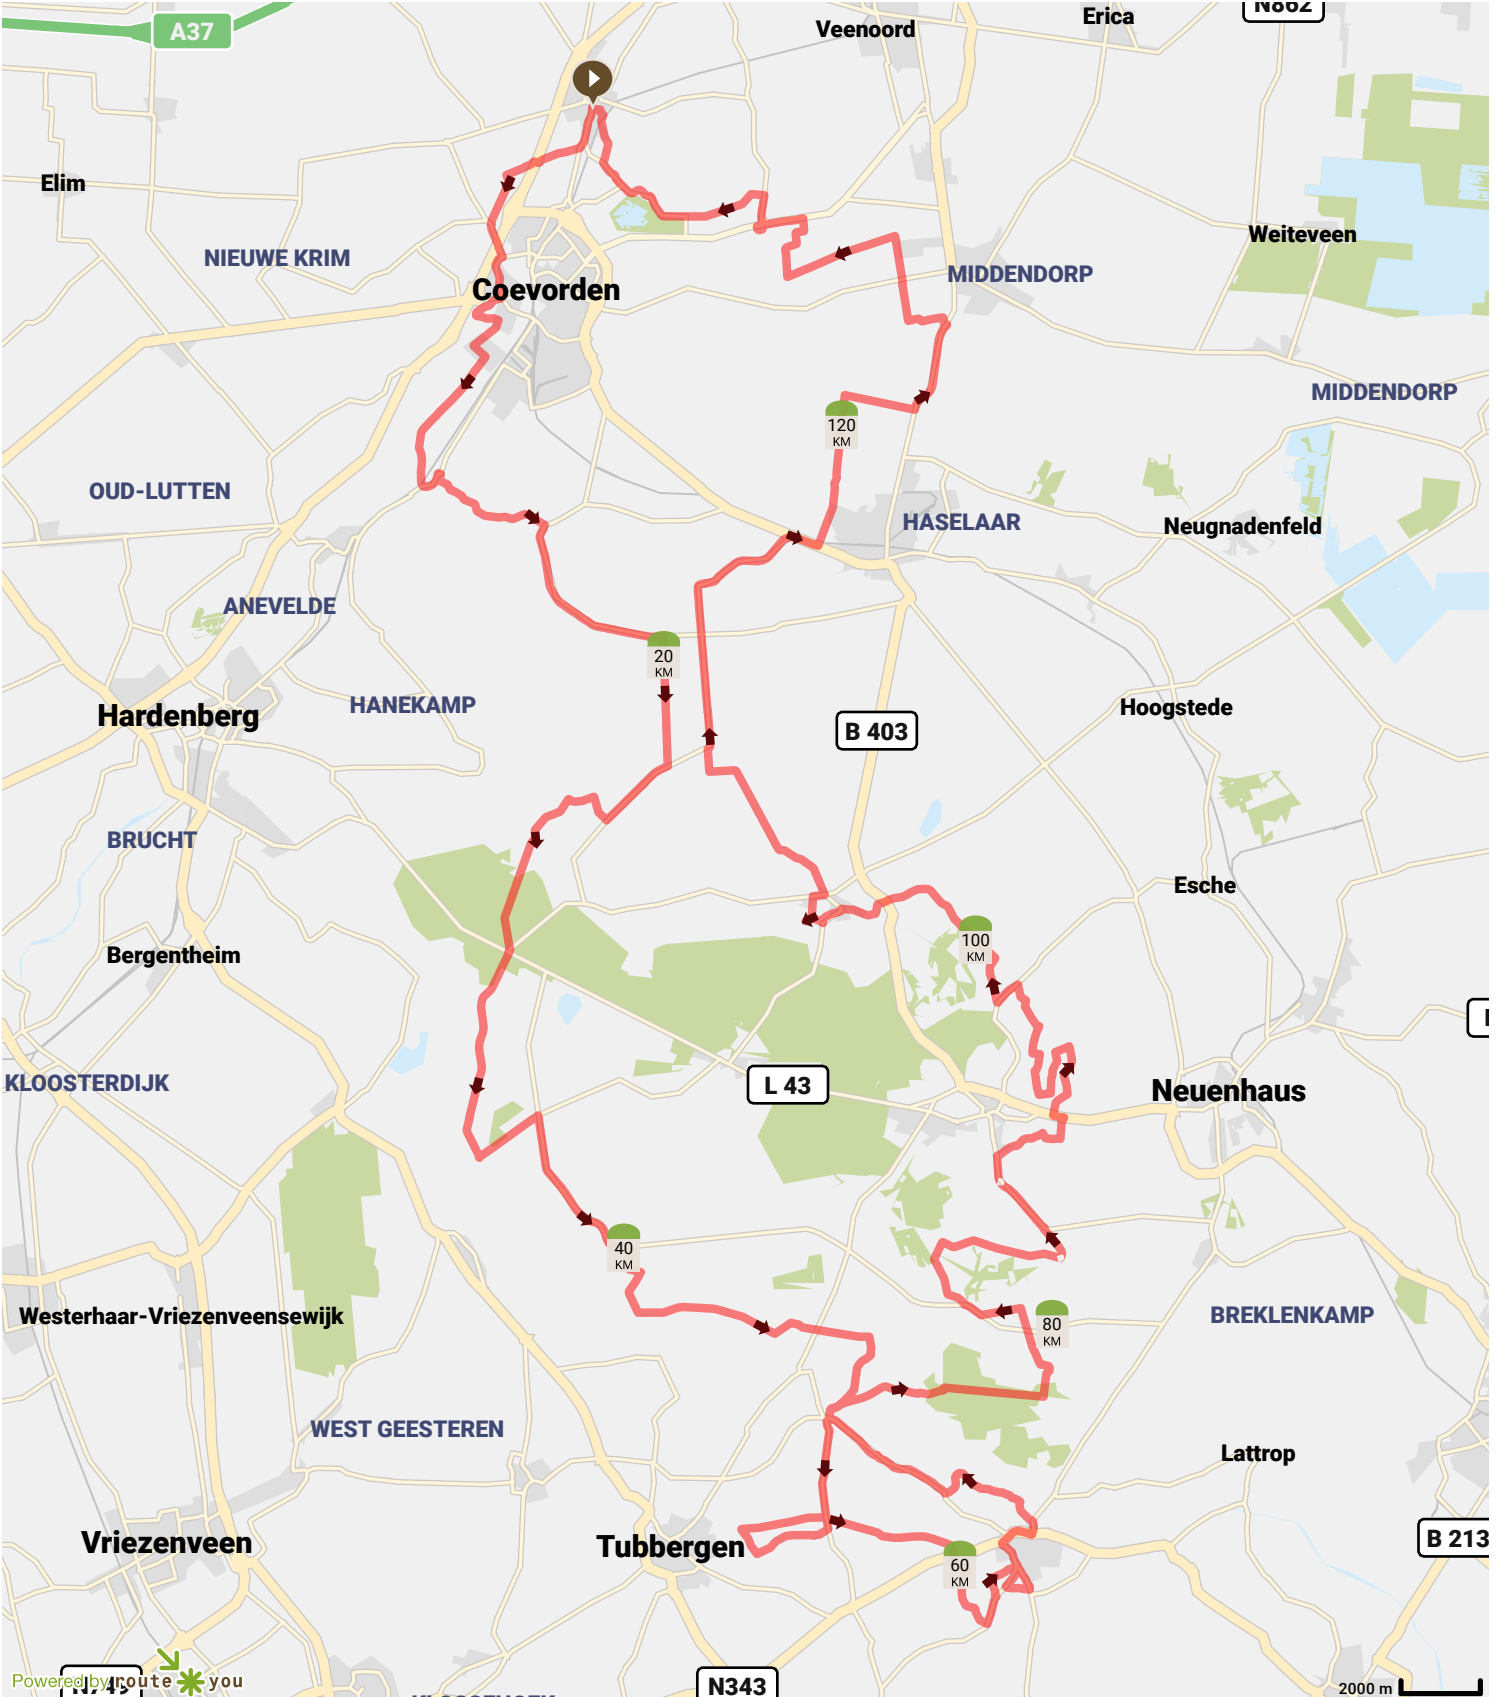 N862
Erica
A37
Veenoord
Elim
Weiteveen
NIEUWE KRIM
MIDDENDORP
Coevorden
MIDDENDORP
120
KM
OUD-LUTTEN
HASELAAR
Neugnadenfeld
ANEVELDE
20
KM
HANEKAMP
Hoogstede
Hardenberg
B 403
BRUCHT
Esche
100
KM
Bergentheim
KLOOSTERDIJK
L 43
Neuenhaus
40
KM
Westerhaar-Vriezenveensewijk
80
KM
BREKLENKAMP
WEST GEESTEREN
Lattrop
Vriezenveen
Tubbergen
B 213
60
KM
Powered by route you
N749
N343
2000 m